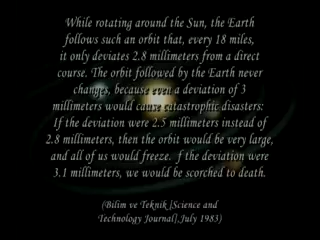 While rotating around the Sun, the Earth
follows such an orbit that, every 18 miles,
it only deviates 2.8 millimeters from a direct
course. The orbit followed by the Earth never
changes, because even a deviation of 3
millimeters would cause catastrophic disasters:
If the deviation were 2.5 millimeters instead of
2.8 millimeters, then the orbit would be very large,
and all of us would freeze. f the deviation were
3.1 millimeters, we would be scorched to death.
(Bilim ve Teknik [Science and
Technology Journal],July 1983)